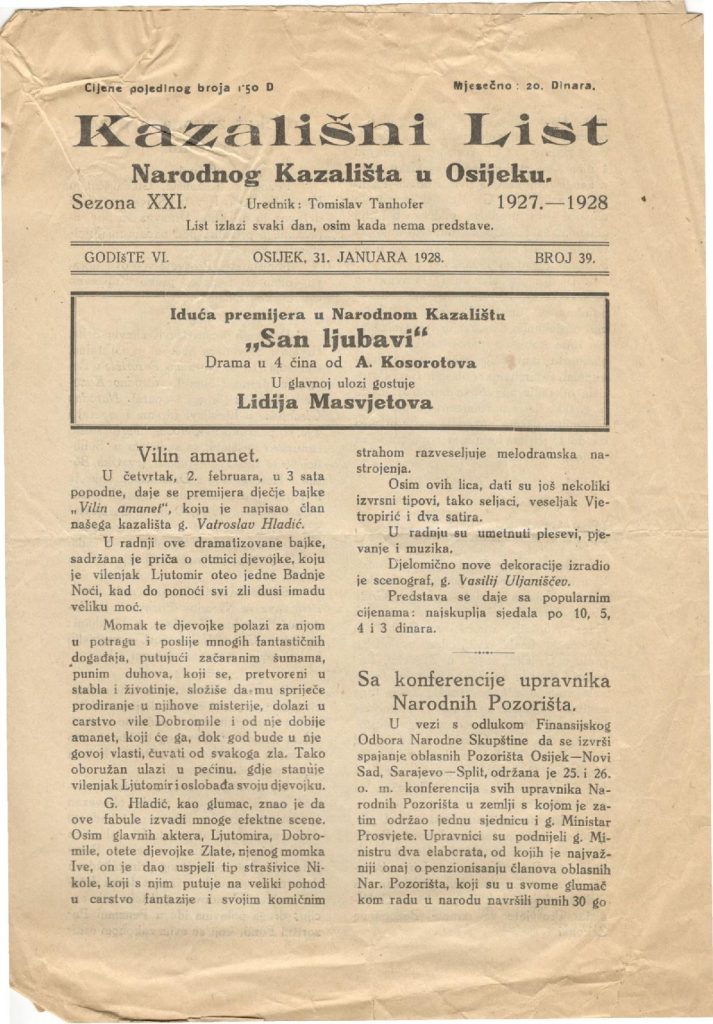 Cijene pojedinog broja 1·50 D
Mjesečno: 20. Dinara.
Kazališni List
Narodnog Kazališta u Osijeku.
Sezona XXI.
Urednik: Tomislav Tanhofer
1927.—1928
List izlazi svaki dan, osim kada nema predstave.
GODIšTE VI.
OSIJEK, 31. JANUARA 1928.
BROJ 39.
Iduća premijera u Narodnom Kazalištu
„San ljubavi“
Drama u 4 čina od A. Kosorotova
U glavnoj ulozi gostuje
Lidija Masvjetova
Vilin amanet.
U četvrtak, 2. februara, u 3 sata
popodne, daje se premijera dječje bajke
„Vilin amanet“, koju je napisao član
našega kazališta g. Vatroslav Hladić.
U radnji ove dramatizovane bajke,
sadržana je priča o otmici djevojke, koju
je vilenjak Ljutomir oteo jedne Badnje
Noći, kad do ponoći svi zli dusi imadu
veliku moć.
Momak te djevojke polazi za njom
u potragu i poslije mnogih fantastičnih
događaja, putujući začaranim šumama,
punim duhova, koji se, pretvoreni u
stabla i životinje, složiše da mu spriječe
prodiranje u njihove misterije, dolazi u
carstvo vile Dobromile i od nje dobije
amanet, koji će ga, dok god bude u nje
govoj vlasti, čuvati od svakoga zla. Tako
oboružan ulazi u pećinu. gdje stanuje
vilenjak Ljutomir i oslobađa svoju djevojku.
G. Hladić, kao glumac, znao je da
ove fabule izvadi mnoge efektne scene.
Osim glavnih aktera, Ljutomira, Dobro-
mile, otete djevojke Zlate, njenog momka
Ive, on je dao uspjeli tip strašivice Ni-
kole, koji s njim putuje na veliki pohod
u carstvo fantazije i svojim komičnim
strahom razveseljuje melodramska na-
strojenja.
Osim ovih lica, dati su još nekoliki
izvrsni tipovi, tako seljaci, veseljak Vje-
tropirić i dva satira.
U radnju su umetnuti plesevi, pje-
vanje i muzika.
Djelomično nove dekoracije izradio
je scenograf, g. Vasilij Uljaniščev.
Predstava se daje sa popularnim
cijenama: najskuplja sjedala po 10, 5,
4 i 3 dinara.
Sa konferencije upravnika
Narodnih Pozorišta.
U vezi s odlukom Finansijskog
Odbora Narodne Skupštine da se izvrši
spajanje oblasnih Pozorišta Osijek—Novi
Sad, Sarajevo—Split, održana je 25. i 26.
o. m. konferencija svih upravnika Na-
rodnih Pozorišta u zemlji s kojom je za-
tim održao jednu sjednicu i g. Ministar
Prosvjete. Upravnici su podnijeli g. Mi-
nistru dva elaborata, od kojih je najvaž-
niji onaj o penzionisanju članova oblasnih
Nar. Pozorišta, koji su u svome glumač
kom radu u narodu navršili punih 30 go